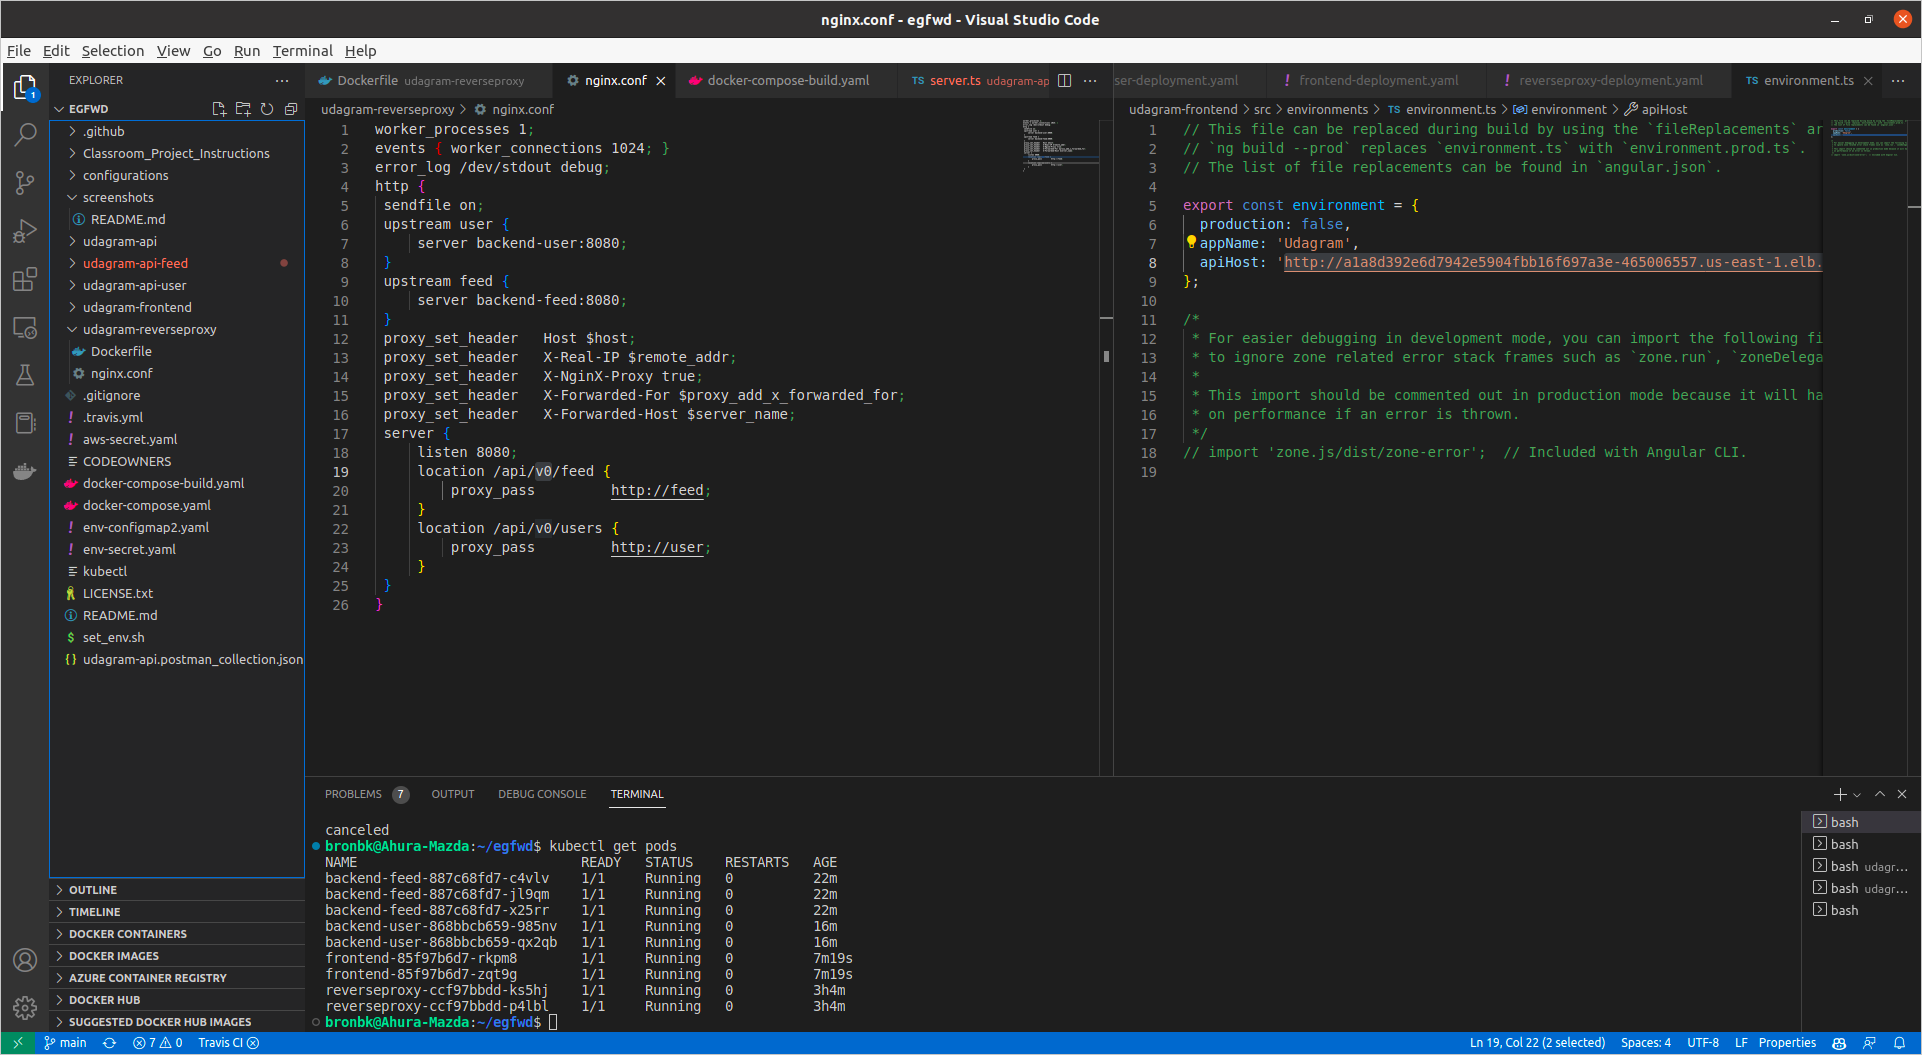 nginx.conf - egfwd - Visual Studio Code
File Edit Selection View Go Run Terminal Help
EXPLORER
EGFWD
.github
Classroom_Project_Instructions
configurations
screenshots
README.md
udagram-api
udagram-api-feed
udagram-api-user
udagram-frontend
udagram-reverseproxy
Dockerfile
nginx.conf
.gitignore
.travis.yml
aws-secret.yaml
CODEOWNERS
docker-compose-build.yaml
docker-compose.yaml
env-configmap2.yaml
env-secret.yaml
kubectl
LICENSE.txt
README.md
set_env.sh
udagram-api.postman_collection.json
OUTLINE
TIMELINE
DOCKER CONTAINERS
DOCKER IMAGES
AZURE CONTAINER REGISTRY
DOCKER HUB
SUGGESTED DOCKER HUB IMAGES
1
Dockerfile udagram-reverseproxy nginx.conf docker-compose-build.yaml TS server.ts udagram-ap
udagram-reverseproxy > nginx.conf
1 worker_processes 1;
2 events { worker_connections 1024; }
3 error_log /dev/stdout debug;
4 http {
5 sendfile on;
6 upstream user {
7 server backend-user:8080;
8 }
9 upstream feed {
10 server backend-feed:8080;
11 }
12 proxy_set_header Host $host;
13 proxy_set_header X-Real-IP $remote_addr;
14 proxy_set_header X-NginX-Proxy true;
15 proxy_set_header X-Forwarded-For $proxy_add_x_forwarded_for;
16 proxy_set_header X-Forwarded-Host $server_name;
17 server {
18 listen 8080;
19 location /api/v0/feed {
20 proxy_pass http://feed;
21 }
22 location /api/v0/users {
23 proxy_pass http://user;
24 }
25 }
26 }
ser-deployment.yaml ! frontend-deployment.yaml ! reverseproxy-deployment.yaml TS environment.ts
udagram-frontend > src > environments > TS environment.ts > environment > apiHost
1 // This file can be replaced during build by using the `fileReplacements` ar
2 // `ng build --prod` replaces `environment.ts` with `environment.prod.ts`.
3 // The list of file replacements can be found in `angular.json`.
4
5 export const environment = {
6 production: false,
7 appName: 'Udagram',
8 apiHost: 'http://a1a8d392e6d7942e5904fbb16f697a3e-465006557.us-east-1.elb.
9 };
10
11 /*
12 * For easier debugging in development mode, you can import the following fi
13 * to ignore zone related error stack frames such as `zone.run`, `zoneDelega
14 *
15 * This import should be commented out in production mode because it will ha
16 * on performance if an error is thrown.
17 */
18 // import 'zone.js/dist/zone-error';  // Included with Angular CLI.
19
PROBLEMS 7 OUTPUT DEBUG CONSOLE TERMINAL
canceled
bronbk@Ahura-Mazda:~/egfwd$ kubectl get pods
NAME READY STATUS RESTARTS AGE
backend-feed-887c68fd7-c4vlv 1/1 Running 0 22m
backend-feed-887c68fd7-jl9qm 1/1 Running 0 22m
backend-feed-887c68fd7-x25rr 1/1 Running 0 22m
backend-user-868bbcb659-985nv 1/1 Running 0 16m
backend-user-868bbcb659-qx2qb 1/1 Running 0 16m
frontend-85f97b6d7-rkpm8 1/1 Running 0 7m19s
frontend-85f97b6d7-zqt9g 1/1 Running 0 7m19s
reverseproxy-ccf97bbdd-ks5hj 1/1 Running 0 3h4m
reverseproxy-ccf97bbdd-p4lbl 1/1 Running 0 3h4m
bronbk@Ahura-Mazda:~/egfwd$
bash
bash
bash udagr...
bash udagr...
bash
main 7 0 Travis CI Ln 19, Col 22 (2 selected) Spaces: 4 UTF-8 LF Properties